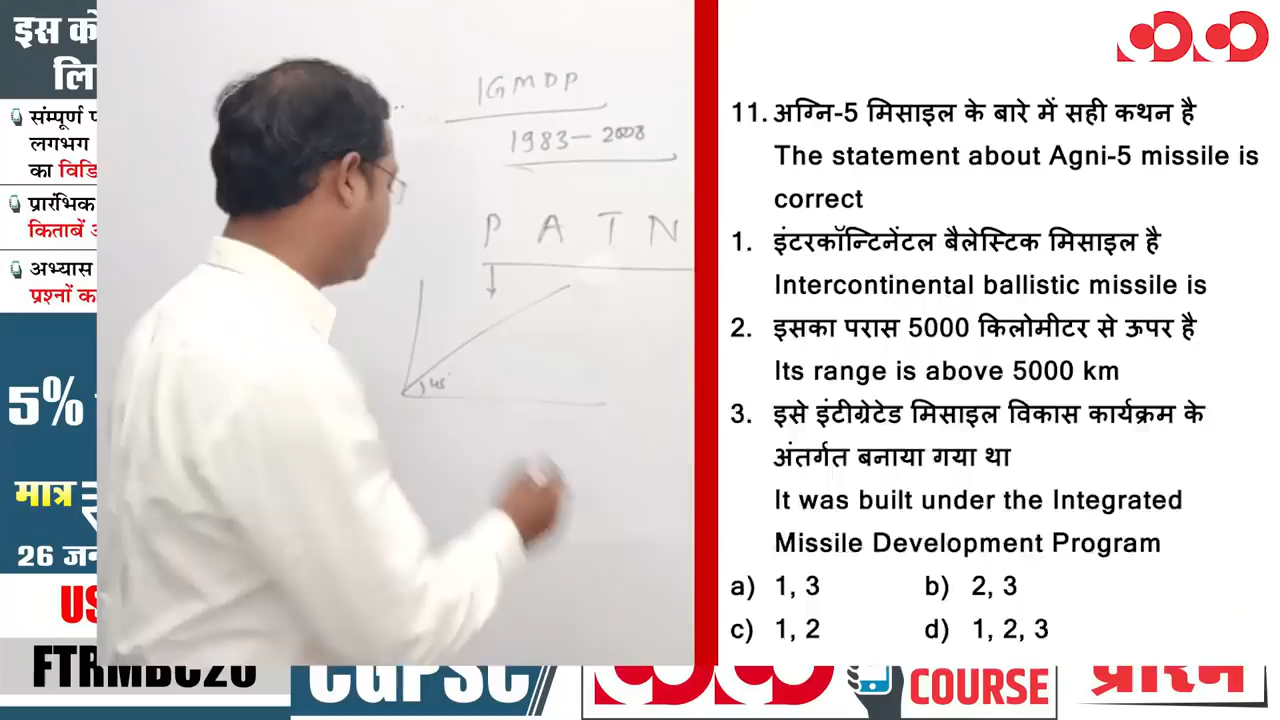 इस
लि
संपूर्ण
लगभग
का विडि
प्रारंभिक
किताबें
अभ्यास
प्रश्नों का
5%
मात्र
26 जन
US
FTRMBC26
IGMDP
1983-2008
P A T N
45°
11. अग्नि-5 मिसाइल के बारे में सही कथन है
The statement about Agni-5 missile is
correct
1. इंटरकॉन्टिनेंटल बैलेस्टिक मिसाइल है
Intercontinental ballistic missile is
2. इसका परास 5000 किलोमीटर से ऊपर है
Its range is above 5000 km
3. इसे इंटीग्रेटेड मिसाइल विकास कार्यक्रम के
अंतर्गत बनाया गया था
It was built under the Integrated
Missile Development Program
a) 1, 3 b) 2, 3
c) 1, 2 d) 1, 2, 3
CGPSC
COURSE